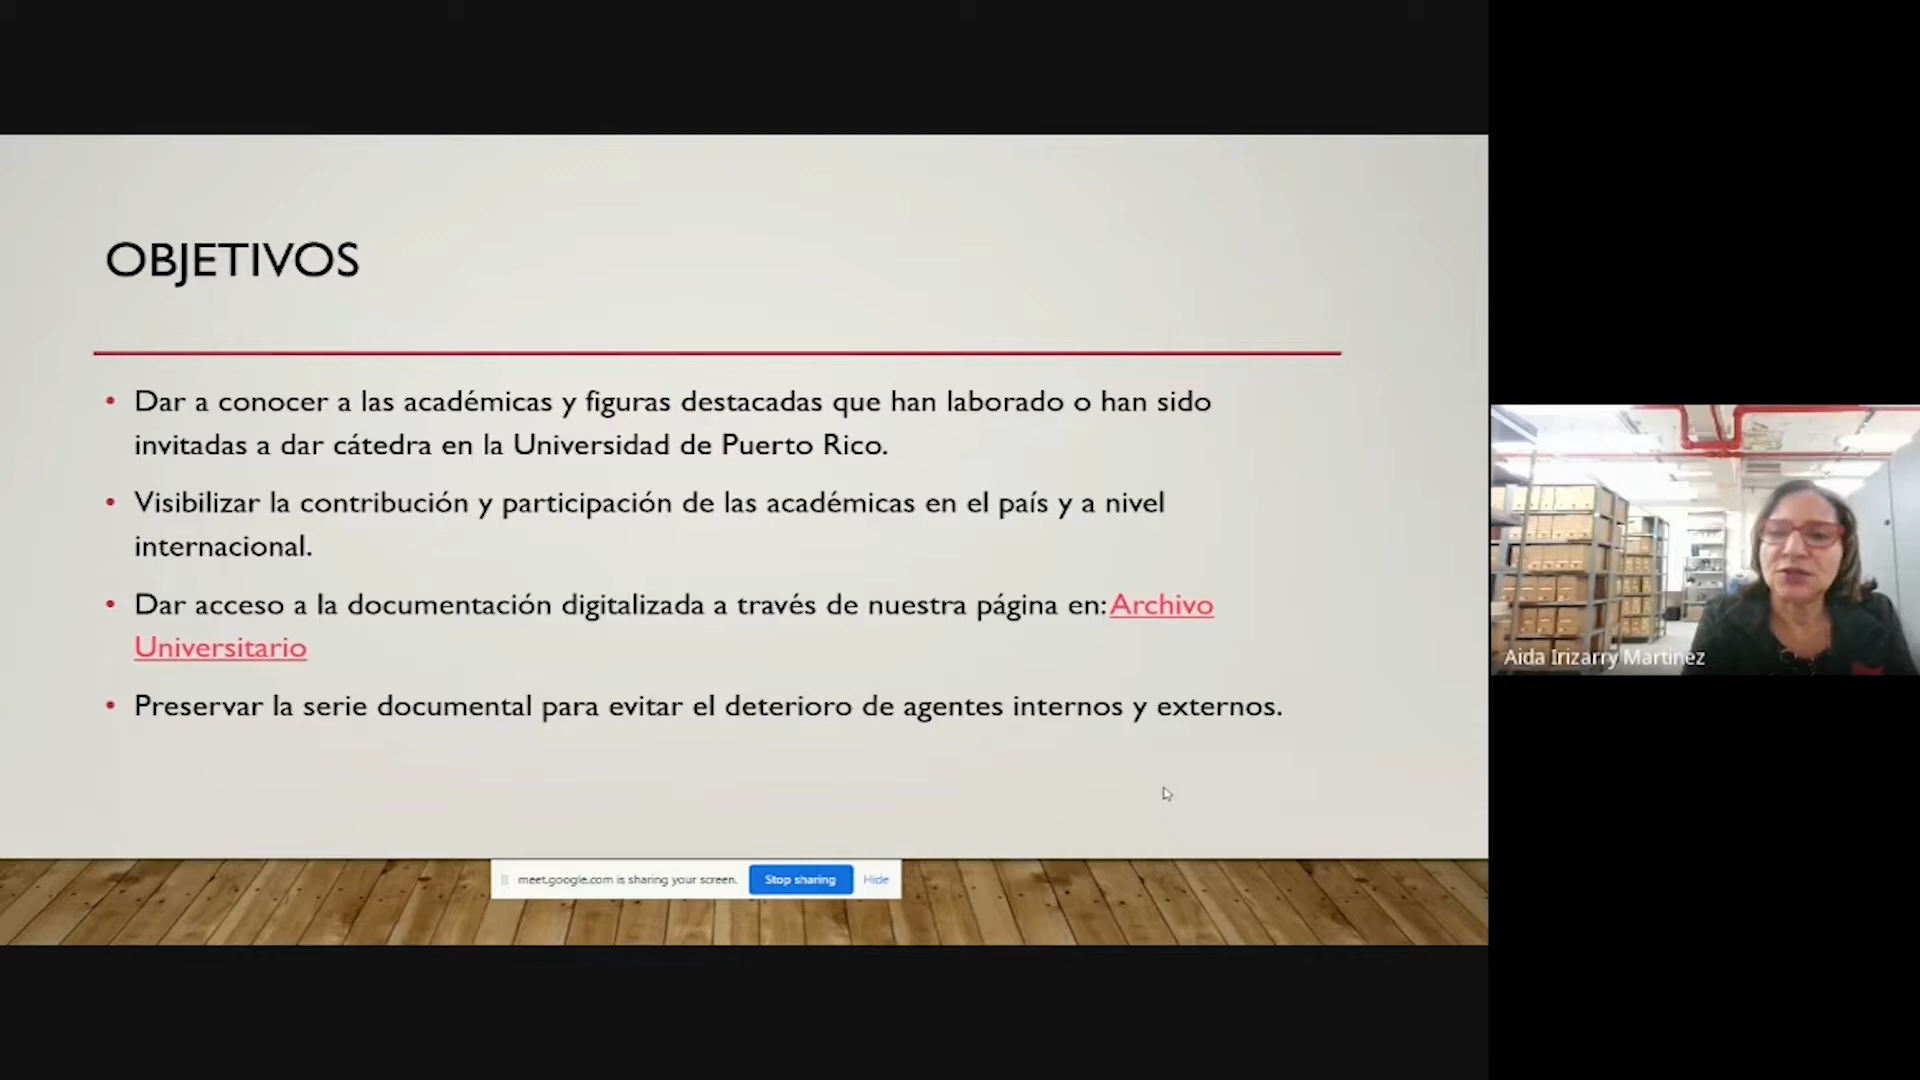 OBJETIVOS
• Dar a conocer a las académicas y figuras destacadas que han laborado o han sido
invitadas a dar cátedra en la Universidad de Puerto Rico.
• Visibilizar la contribución y participación de las académicas en el país y a nivel
internacional.
• Dar acceso a la documentación digitalizada a través de nuestra página en: Archivo
Universitario
• Preservar la serie documental para evitar el deterioro de agentes internos y externos.
meet.google.com is sharing your screen. Stop sharing Hide
Aida Irizarry Martinez